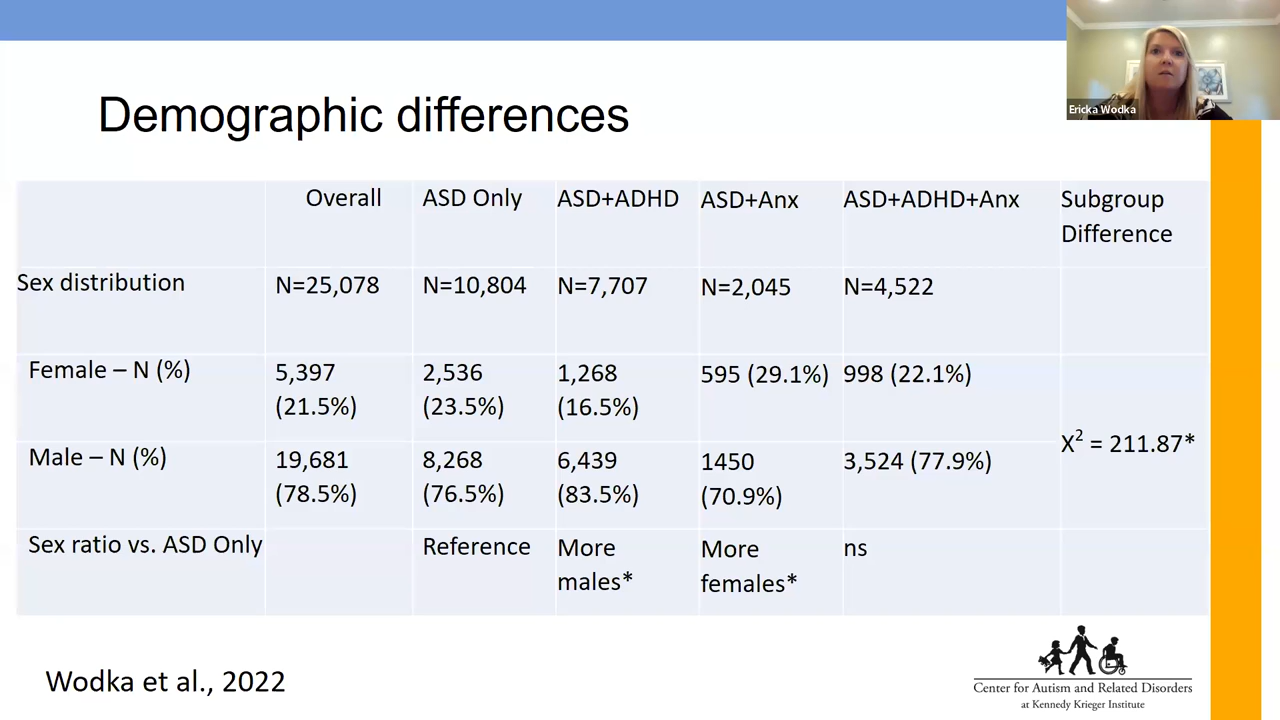 Ericka Wodka
Demographic differences
Overall
ASD Only
ASD+ADHD
ASD+Anx
ASD+ADHD+Anx
Subgroup
Difference
Sex distribution
N=25,078
N=10,804
N=7,707
N=2,045
N=4,522
Female – N (%)
5,397
(21.5%)
2,536
(23.5%)
1,268
(16.5%)
595 (29.1%)
998 (22.1%)
X² = 211.87*
Male – N (%)
19,681
(78.5%)
8,268
(76.5%)
6,439
(83.5%)
1450
(70.9%)
3,524 (77.9%)
Sex ratio vs. ASD Only
Reference
More
males*
More
females*
ns
Wodka et al., 2022
Center for Autism and Related Disorders
at Kennedy Krieger Institute